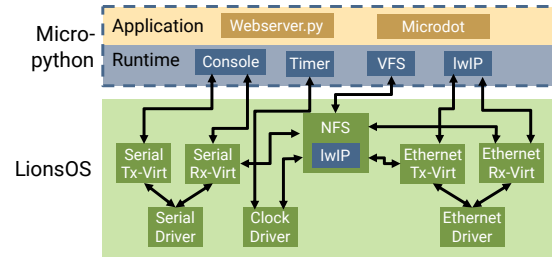 Micro-
python
Application
Webserver.py
Microdot
Runtime
Console
Timer
VFS
lwIP
LionsOS
NFS
lwIP
Serial
Tx-Virt
Serial
Rx-Virt
Ethernet
Tx-Virt
Ethernet
Rx-Virt
Serial
Driver
Clock
Driver
Ethernet
Driver